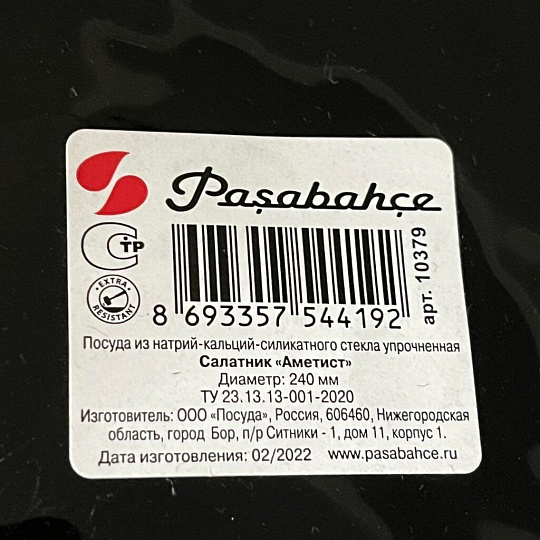 Paşabahçe
СТР
EXTRA RESISTANT
арт. 10379
8 693357 544192
Посуда из натрий-кальций-силикатного стекла упрочненная
Салатник «Аметист»
Диаметр: 240 мм
ТУ 23.13.13-001-2020
Изготовитель: ООО «Посуда», Россия, 606460, Нижегородская
область, город Бор, п/р Ситники - 1, дом 11, корпус 1.
Дата изготовления: 02/2022 www.pasabahce.ru